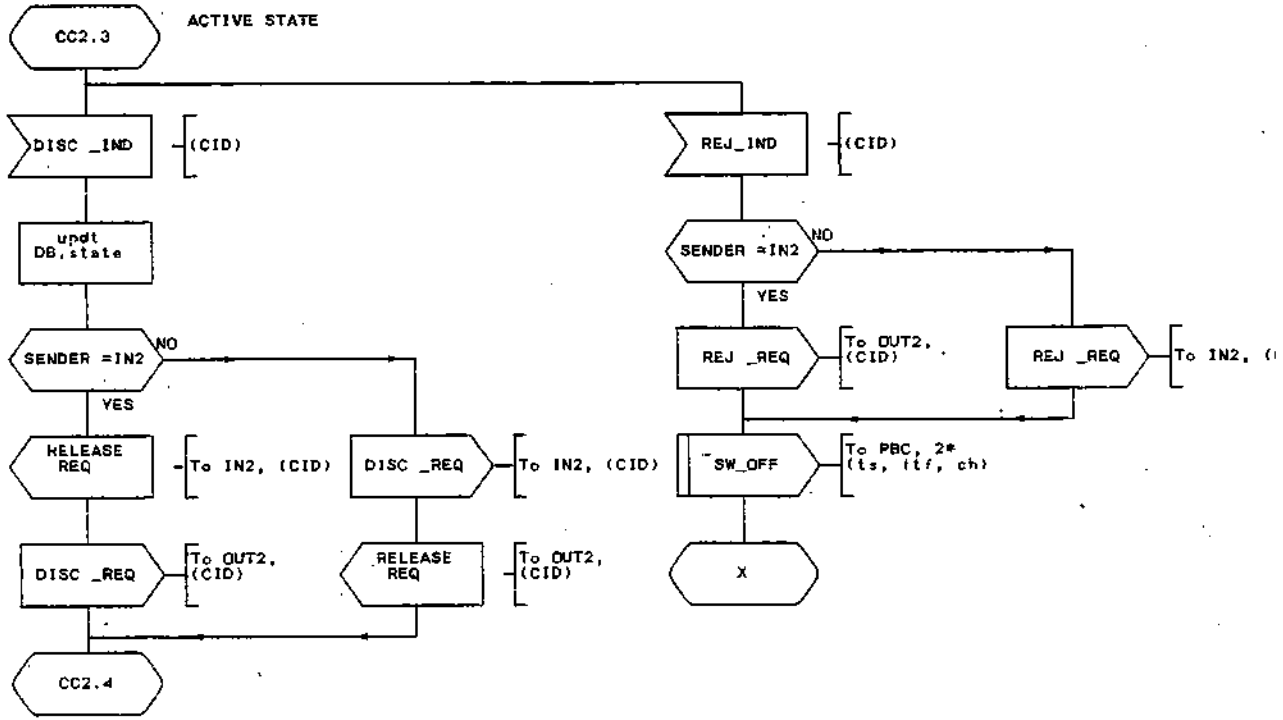 CC2.3
ACTIVE STATE
DISC _IND
(CID)
REJ_IND
(CID)
updt
DB,state
SENDER =IN2
NO
YES
SENDER =IN2
NO
YES
REJ _REQ
To OUT2,
(CID)
REJ _REQ
To IN2,
RELEASE
REQ
To IN2, (CID)
DISC _REQ
To IN2, (CID)
SW_OFF
To PBC, 2*
(ts, ch)
DISC _REQ
To OUT2,
(CID)
RELEASE
REQ
To OUT2,
(CID)
X
CC2.4